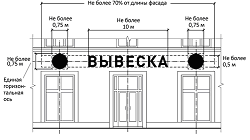 Не более 70% от длины фасада
Не более
0,75 м
Не более
10 м
Не более
0,75 м
Не более
0,75 м
ВЫВЕСКА
Не более
0,5 м
Единая
горизон-
тальная
ось